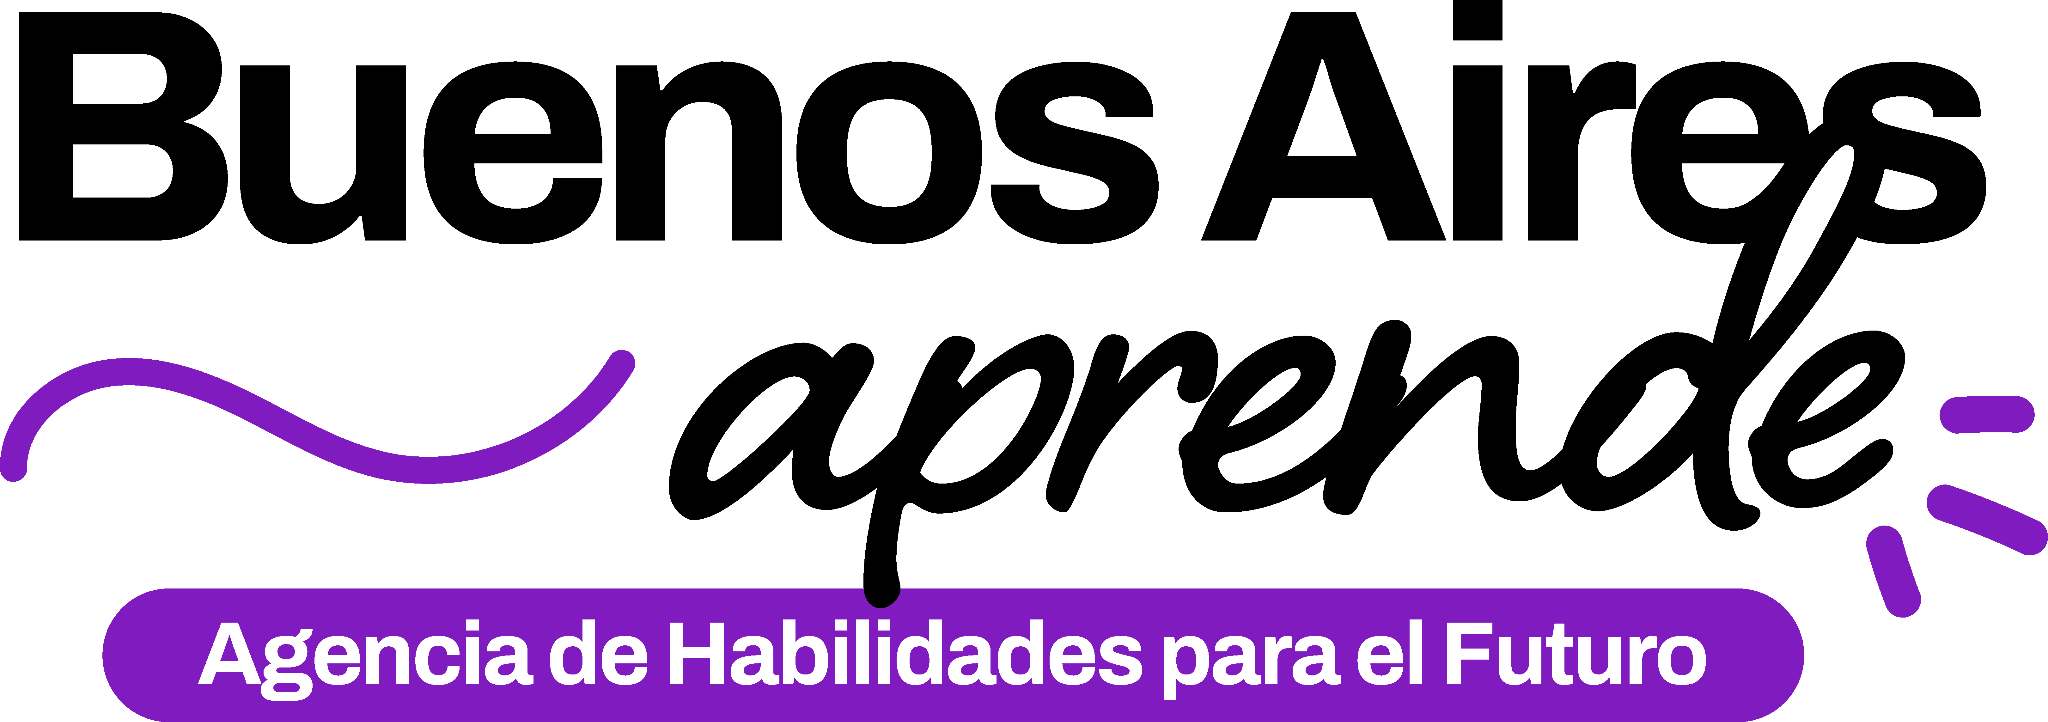 Buenos Aires
aprende
Agencia de Habilidades para el Futuro